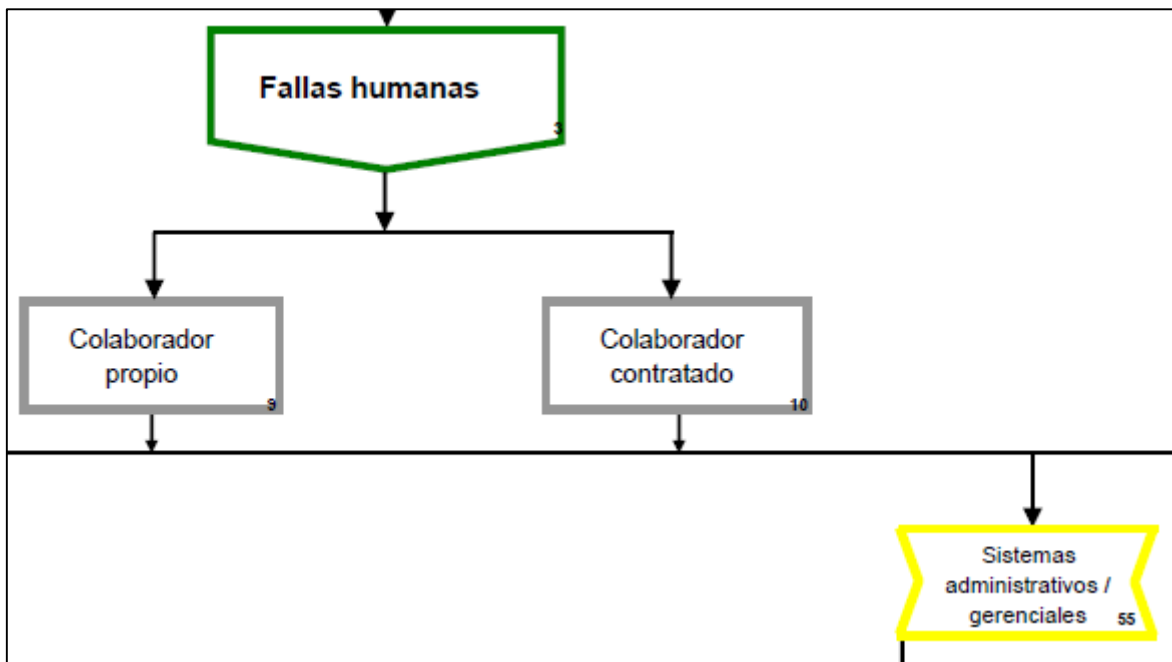 Fallas humanas
3
Colaborador
propio
9
Colaborador
contratado
10
Sistemas
administrativos /
gerenciales
55